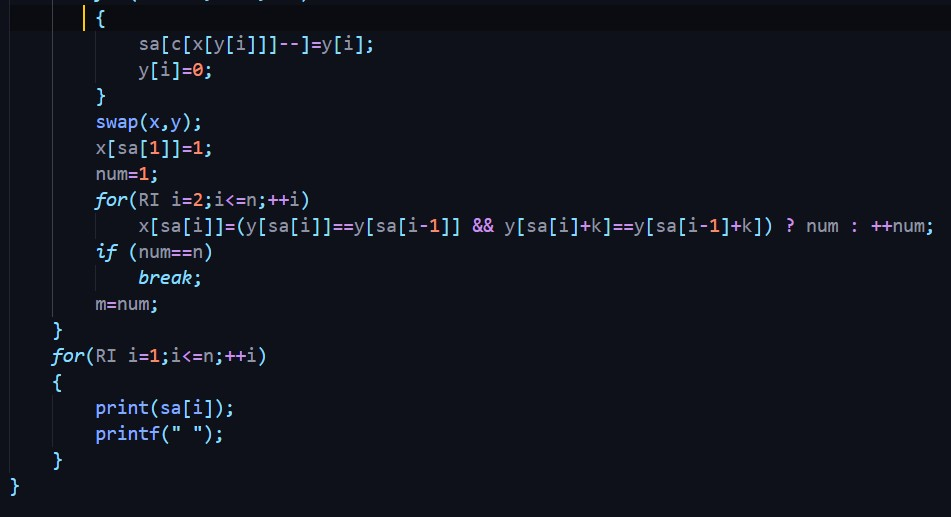 {
sa[c[x[y[i]]]--]=y[i];
y[i]=0;
}
swap(x,y);
x[sa[1]]=1;
num=1;
for(RI i=2;i<=n;++i)
x[sa[i]]=(y[sa[i]]==y[sa[i-1]] && y[sa[i]+k]==y[sa[i-1]+k]) ? num : ++num;
if (num==n)
break;
m=num;
}
for(RI i=1;i<=n;++i)
{
print(sa[i]);
printf(" ");
}
}